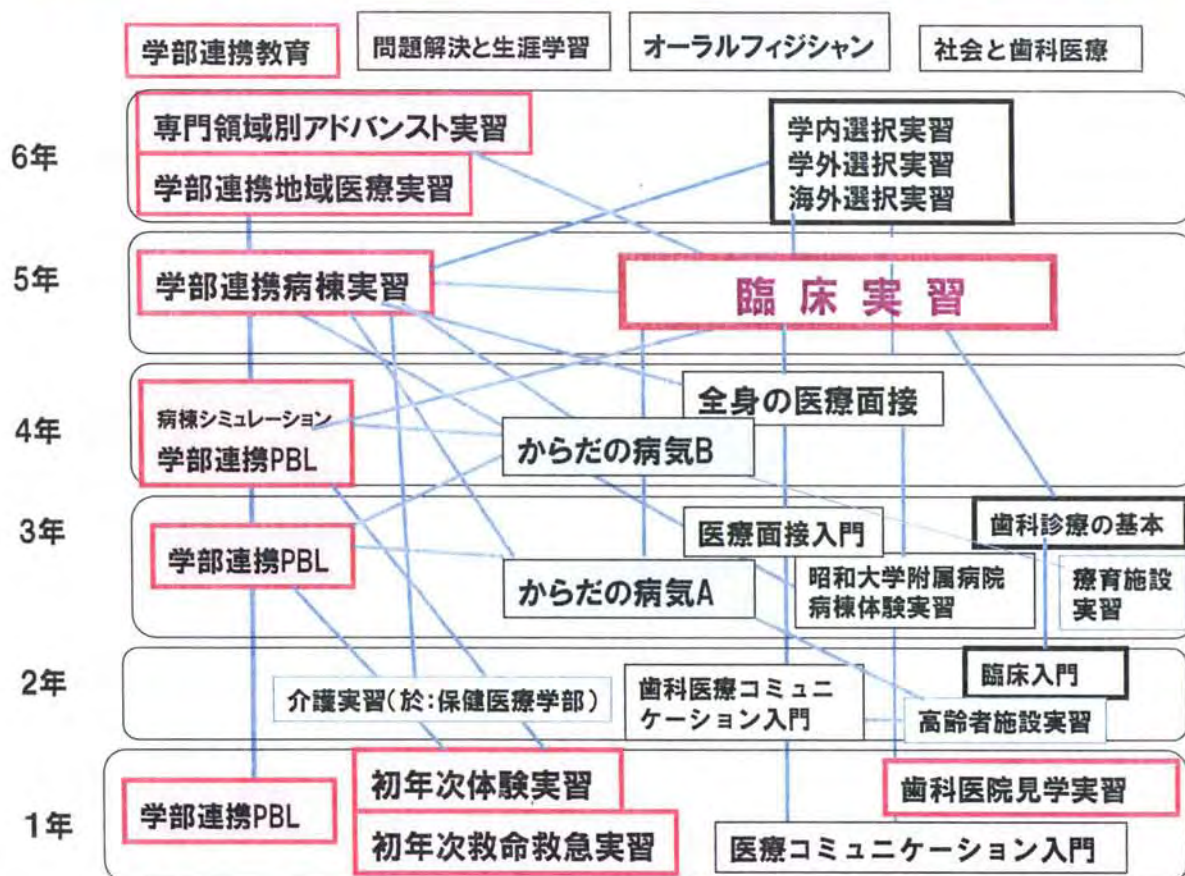 学部連携教育
問題解決と生涯学習
オーラルフィジシャン
社会と歯科医療
6年
専門領域別アドバンスト実習
学部連携地域医療実習
学内選択実習
学外選択実習
海外選択実習
5年
学部連携病棟実習
臨床実習
4年
病棟シミュレーション
学部連携PBL
全身の医療面接
からだの病気B
3年
学部連携PBL
医療面接入門
歯科診療の基本
からだの病気A
昭和大学附属病院
病棟体験実習
療育施設
実習
2年
介護実習(於:保健医療学部)
歯科医療コミュニ
ケーション入門
臨床入門
高齢者施設実習
1年
学部連携PBL
初年次体験実習
初年次救命救急実習
歯科医院見学実習
医療コミュニケーション入門